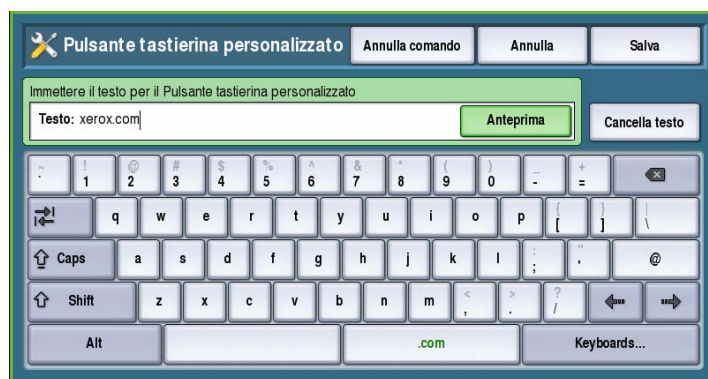 Pulsante tastierina personalizzato Annulla comando Annulla Salva
Immettere il testo per il Pulsante tastierina personalizzato
Testo: xerox.com Anteprima Cancella testo
~ ! @ # $ % ^ & * ( ) _ +
` 1 2 3 4 5 6 7 8 9 0 - =
q w e r t y u i o p { [ } ] | \
Caps a s d f g h j k l : ; " ' @
Shift z x c v b n m < , > . ? /
Alt .com Keyboards...